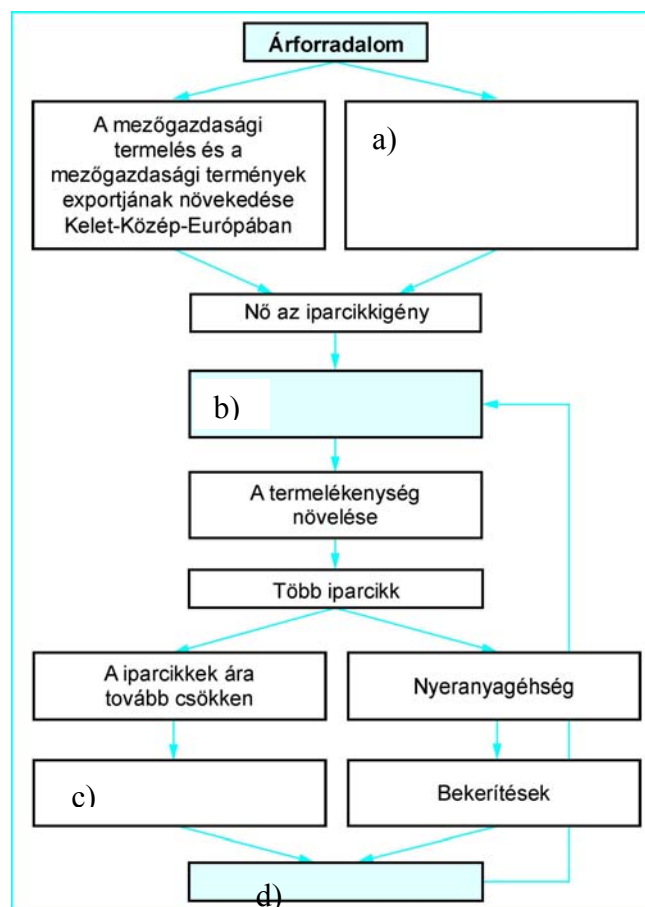 Árforradalom
A mezőgazdasági
termelés és a
mezőgazdasági termények
exportjának növekedése
Kelet-Közép-Európában
a)
Nő az iparcikkigény
b)
A termelékenység
növelése
Több iparcikk
A iparcikkek ára
tovább csökken
Nyeranyagéhség
c)
Bekerítések
d)